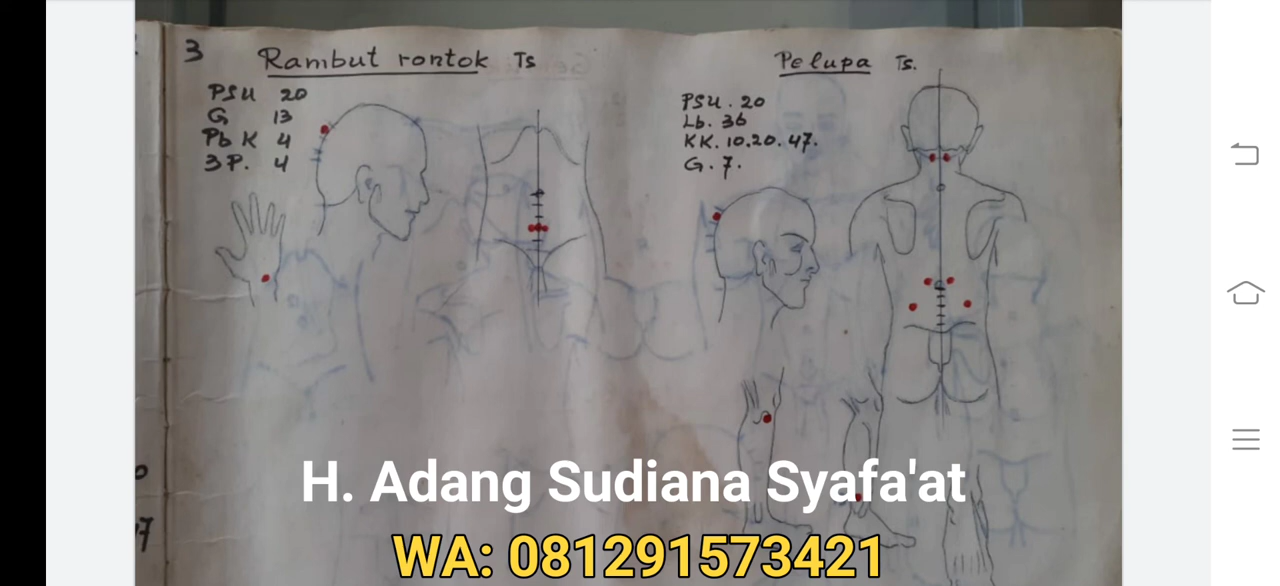 3
Rambut rontok Ts
PSU 20
G 13
Pb K 4
3P. 4
Pelupa Ts.
PSU. 20
Lb. 36
KK. 10.20.47.
G. 7.
7
H. Adang Sudiana Syafa'at
WA: 081291573421